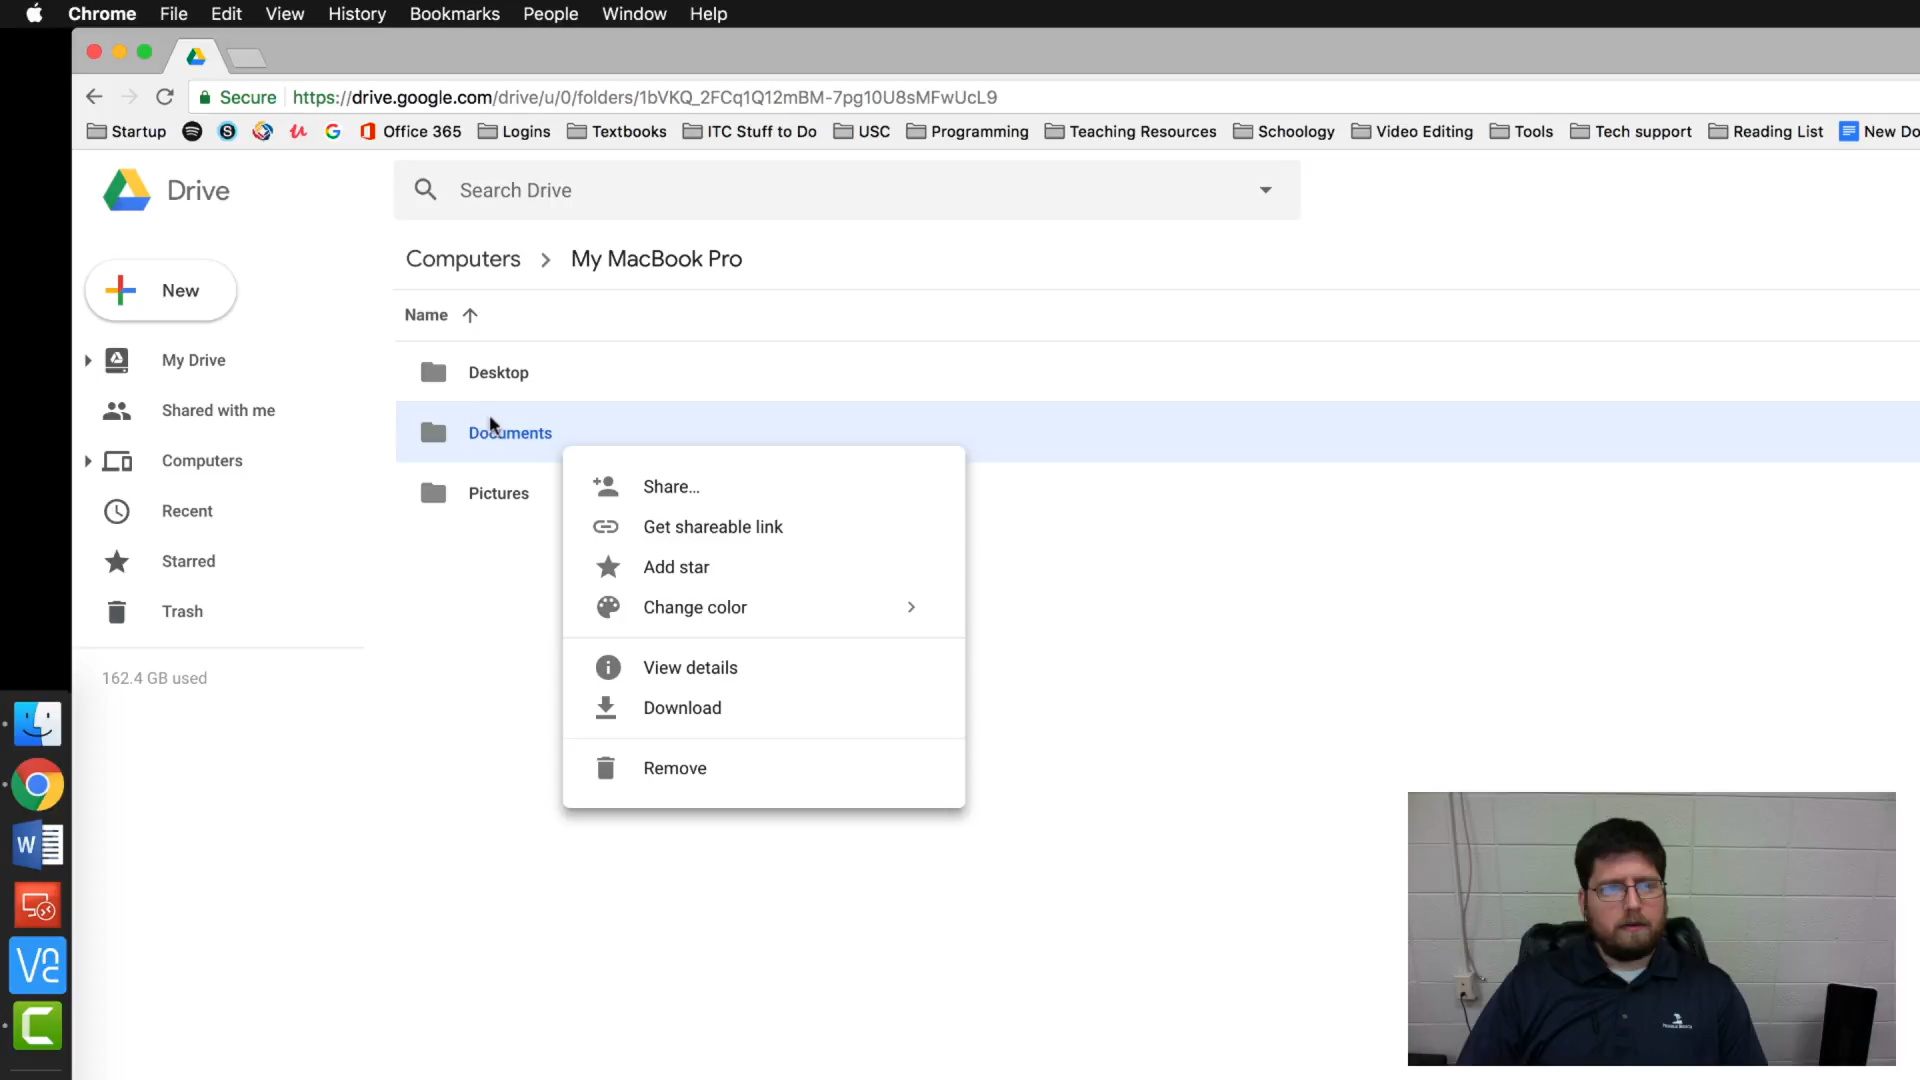 Chrome File Edit View History Bookmarks People Window Help
Secure https://drive.google.com/drive/u/0/folders/1bVKQ_2FCq1Q12mBM-7pg10U8sMFwUcL9
Startup Office 365 Logins Textbooks ITC Stuff to Do USC Programming Teaching Resources Schoology Video Editing Tools Tech support Reading List New Do
Drive
Search Drive
Computers > My MacBook Pro
New
Name
My Drive
Desktop
Shared with me
Documents
Computers
Pictures
Recent
Starred
Trash
162.4 GB used
Share...
Get shareable link
Add star
Change color
View details
Download
Remove